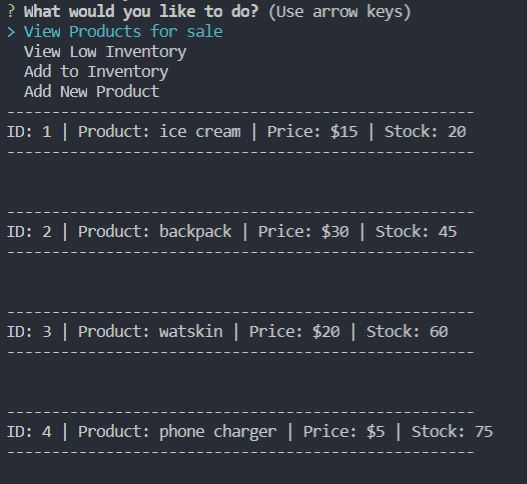 ? What would you like to do? (Use arrow keys)
> View Products for sale
  View Low Inventory
  Add to Inventory
  Add New Product
----------------------------------------------------
ID: 1 | Product: ice cream | Price: $15 | Stock: 20
----------------------------------------------------
----------------------------------------------------
ID: 2 | Product: backpack | Price: $30 | Stock: 45
----------------------------------------------------
----------------------------------------------------
ID: 3 | Product: watskin | Price: $20 | Stock: 60
----------------------------------------------------
----------------------------------------------------
ID: 4 | Product: phone charger | Price: $5 | Stock: 75
----------------------------------------------------